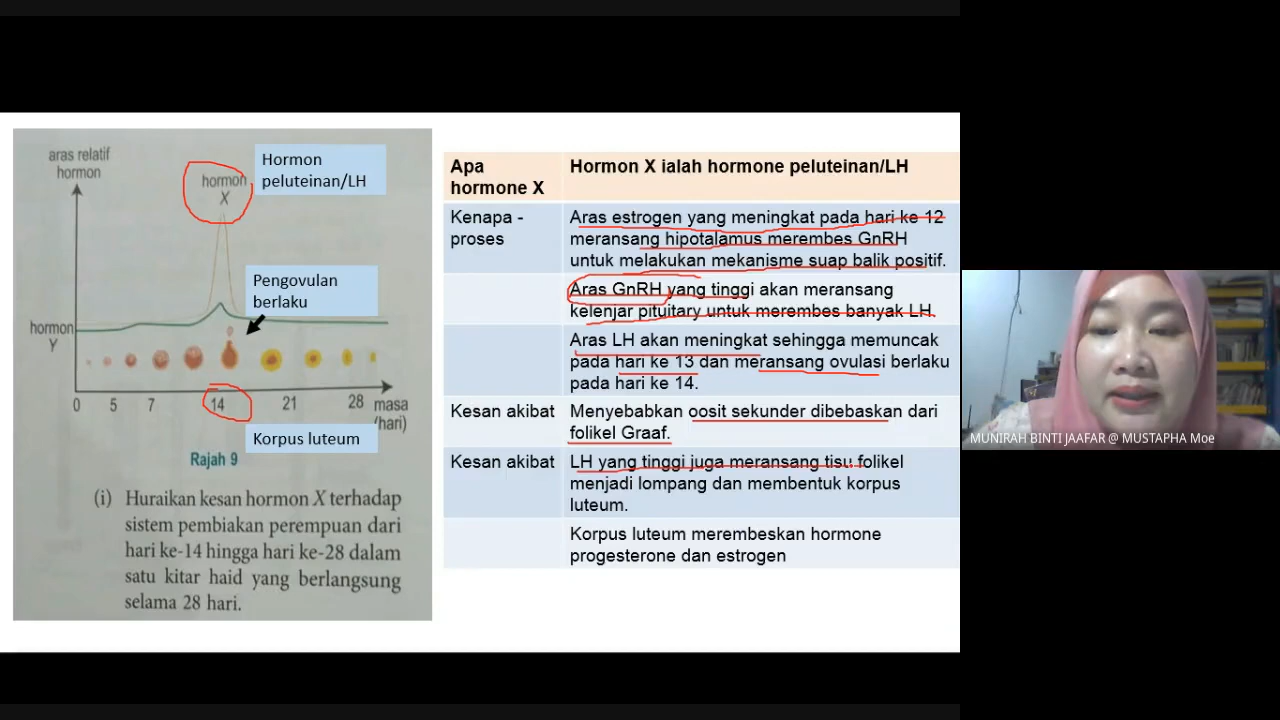 aras relatif
hormon
hormon
X
Hormon
peluteinan/LH
Pengovulan
berlaku
hormon
Y
0 5 7 14 21 28 masa
(hari)
Korpus luteum
Rajah 9
(i) Huraikan kesan hormon X terhadap
sistem pembiakan perempuan dari
hari ke-14 hingga hari ke-28 dalam
satu kitar haid yang berlangsung
selama 28 hari.
Apa
hormone X
Hormon X ialah hormone peluteinan/LH
Kenapa -
proses
Aras estrogen yang meningkat pada hari ke 12
meransang hipotalamus merembes GnRH
untuk melakukan mekanisme suap balik positif.
Aras GnRH yang tinggi akan meransang
kelenjar pituitary untuk merembes banyak LH.
Aras LH akan meningkat sehingga memuncak
pada hari ke 13 dan meransang ovulasi berlaku
pada hari ke 14.
Kesan akibat
Menyebabkan oosit sekunder dibebaskan dari
folikel Graaf.
Kesan akibat
LH yang tinggi juga meransang tisu folikel
menjadi lompang dan membentuk korpus
luteum.
Korpus luteum merembeskan hormone
progesterone dan estrogen
MUNIRAH BINTI JAAFAR @ MUSTAPHA Moe